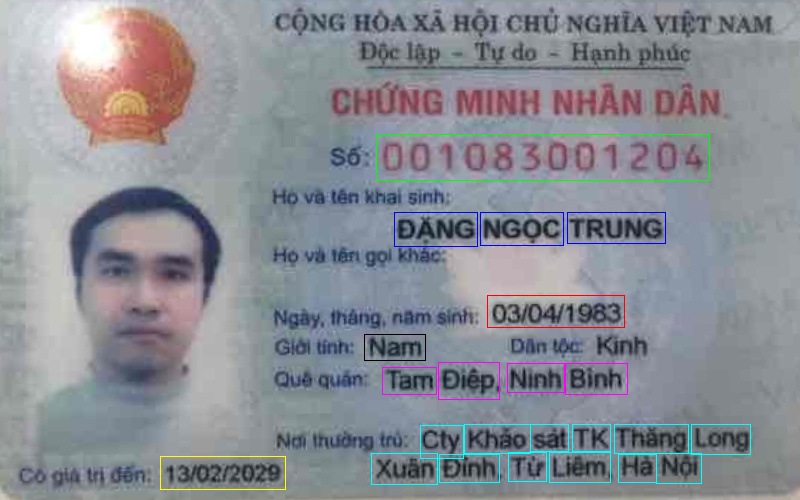 CỘNG HÒA XÃ HỘI CHỦ NGHĨA VIỆT NAM
Độc lập - Tự do - Hạnh phúc
CHỨNG MINH NHÂN DÂN
Số: 001083001204
Họ và tên khai sinh:
ĐẶNG NGỌC TRUNG
Họ và tên gọi khác:
Ngày, tháng, năm sinh: 03/04/1983
Giới tính: Nam Dân tộc: Kinh
Quê quán: Tam Điệp, Ninh Bình
Nơi thường trú: Cty Khảo sát TK Thăng Long
Xuân Đỉnh, Từ Liêm, Hà Nội
Có giá trị đến: 13/02/2029